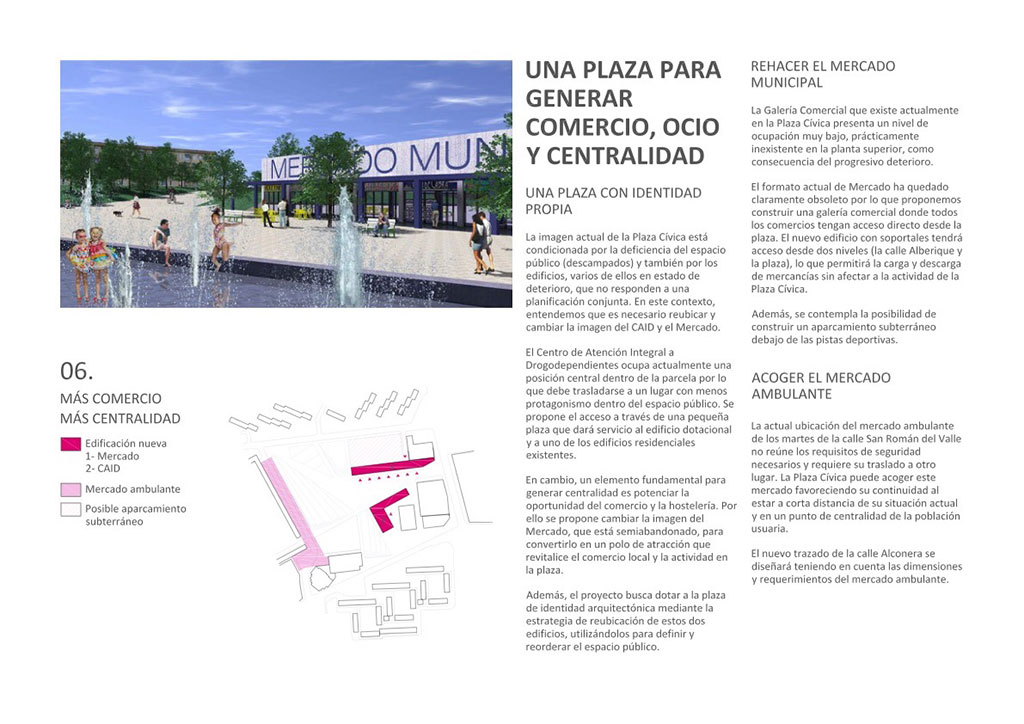 MERCADO MUN
06.
MÁS COMERCIO
MÁS CENTRALIDAD
Edificación nueva
1- Mercado
2- CAID
Mercado ambulante
Posible aparcamiento
subterráneo
UNA PLAZA PARA
GENERAR
COMERCIO, OCIO
Y CENTRALIDAD
UNA PLAZA CON IDENTIDAD
PROPIA
La imagen actual de la Plaza Cívica está
condicionada por la deficiencia del espacio
público (descampados) y también por los
edificios, varios de ellos en estado de
deterioro, que no responden a una
planificación conjunta. En este contexto,
entendemos que es necesario reubicar y
cambiar la imagen del CAID y el Mercado.
El Centro de Atención Integral a
Drogodependientes ocupa actualmente una
posición central dentro de la parcela por lo
que debe trasladarse a un lugar con menos
protagonismo dentro del espacio público. Se
propone el acceso a través de una pequeña
plaza que dará servicio al edificio dotacional
y a uno de los edificios residenciales
existentes.
En cambio, un elemento fundamental para
generar centralidad es potenciar la
oportunidad del comercio y la hostelería. Por
ello se propone cambiar la imagen del
Mercado, que está semiabandonado, para
convertirlo en un polo de atracción que
revitalice el comercio local y la actividad en
la plaza.
Además, el proyecto busca dotar a la plaza
de identidad arquitectónica mediante la
estrategia de reubicación de estos dos
edificios, utilizándolos para definir y
reorderar el espacio público.
REHACER EL MERCADO
MUNICIPAL
La Galería Comercial que existe actualmente
en la Plaza Cívica presenta un nivel de
ocupación muy bajo, prácticamente
inexistente en la planta superior, como
consecuencia del progresivo deterioro.
El formato actual de Mercado ha quedado
claramente obsoleto por lo que proponemos
construir una galería comercial donde todos
los comercios tengan acceso directo desde la
plaza. El nuevo edificio con soportales tendrá
acceso desde dos niveles (la calle Alberique y
la plaza), lo que permitirá la carga y descarga
de mercancías sin afectar a la actividad de la
Plaza Cívica.
Además, se contempla la posibilidad de
construir un aparcamiento subterráneo
debajo de las pistas deportivas.
ACOGER EL MERCADO
AMBULANTE
La actual ubicación del mercado ambulante
de los martes de la calle San Román del Valle
no reúne los requisitos de seguridad
necesarios y requiere su traslado a otro
lugar. La Plaza Cívica puede acoger este
mercado favoreciendo su continuidad al
estar a corta distancia de su situación actual
y en un punto de centralidad de la población
usuaria.
El nuevo trazado de la calle Alconera se
diseñará teniendo en cuenta las dimensiones
y requerimientos del mercado ambulante.